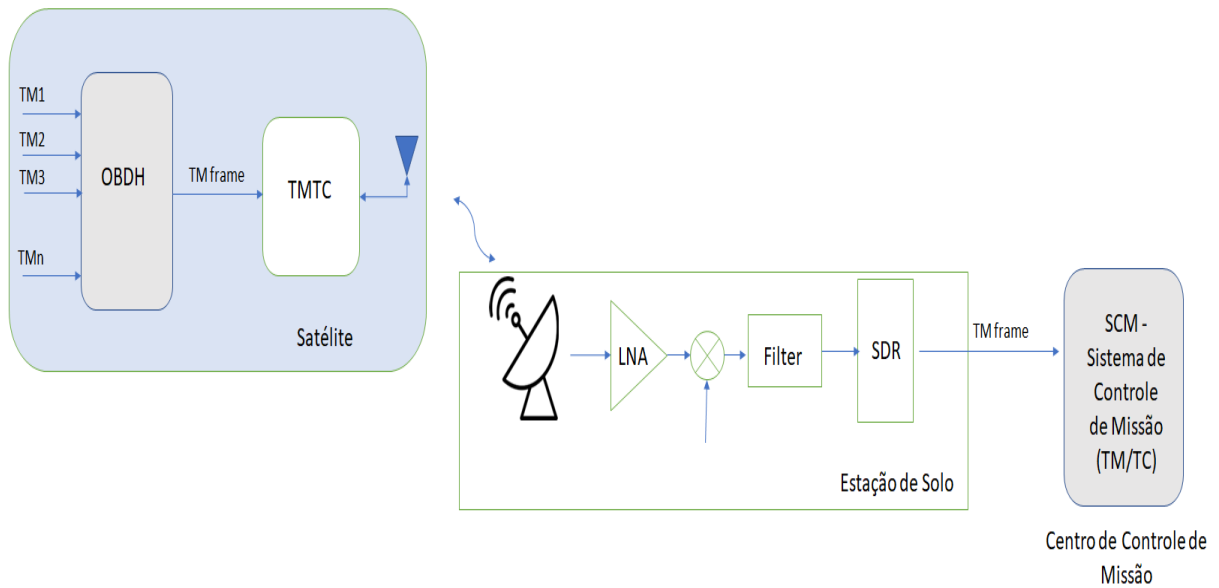 TM1
TM2
TM3
TMn
OBDH
TM frame
TMTC
Satélite
LNA
Filter
SDR
Estação de Solo
TM frame
SCM -
Sistema de
Controle
de Missão
(TM/TC)
Centro de Controle de
Missão